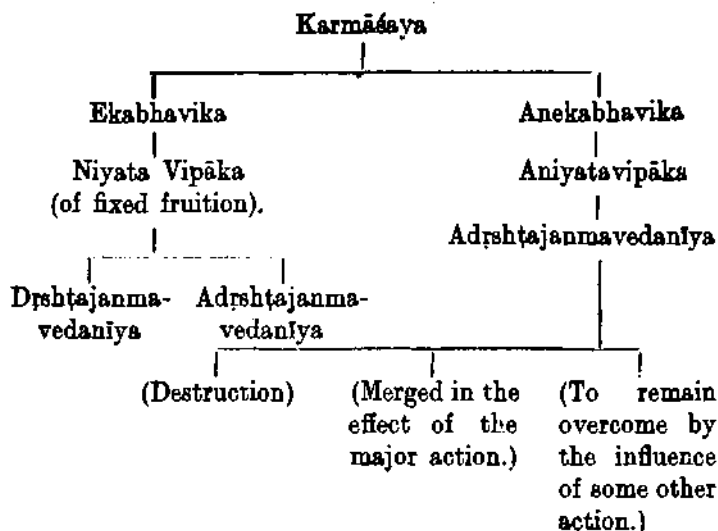 Karmāśaya
Ekabhavika
Anekabhavika
Niyata Vipāka
(of fixed fruition).
Aniyatavipāka
Adṛshṭajanmavedanīya
Dṛshṭajanma-
vedanīya
Adṛshṭajanma-
vedanīya
(Destruction)
(Merged in the
effect of the
major action.)
(To remain
overcome by
the influence
of some other
action.)